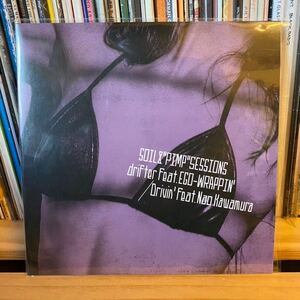 SOIL&"PIMP"SESSIONS
drifter Feat.EGO-WRAPPIN'
/Drivin' Feat.Nao Kawamura